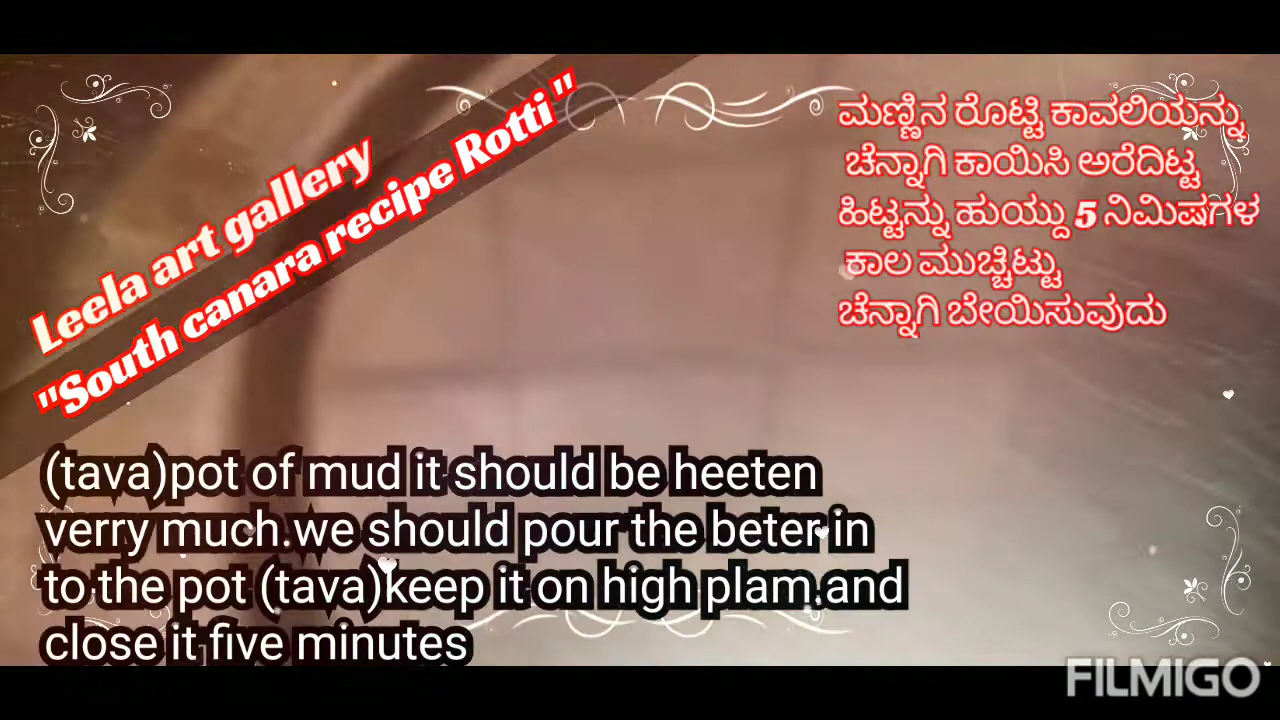 Leela art gallery
"South canara recipe Rotti"
ಮಣ್ಣಿನ ರೊಟ್ಟಿ ಕಾವಲಿಯನ್ನು
ಚೆನ್ನಾಗಿ ಕಾಯಿಸಿ ಅರೆದಿಟ್ಟ
ಹಿಟ್ಟನ್ನು ಹುಯ್ದು 5 ನಿಮಿಷಗಳ
ಕಾಲ ಮುಚ್ಚಿಟ್ಟು
ಚೆನ್ನಾಗಿ ಬೇಯಿಸುವುದು
(tava)pot of mud it should be heeten
verry much.we should pour the beter in
to the pot (tava)keep it on high plam.and
close it five minutes
FILMIGO